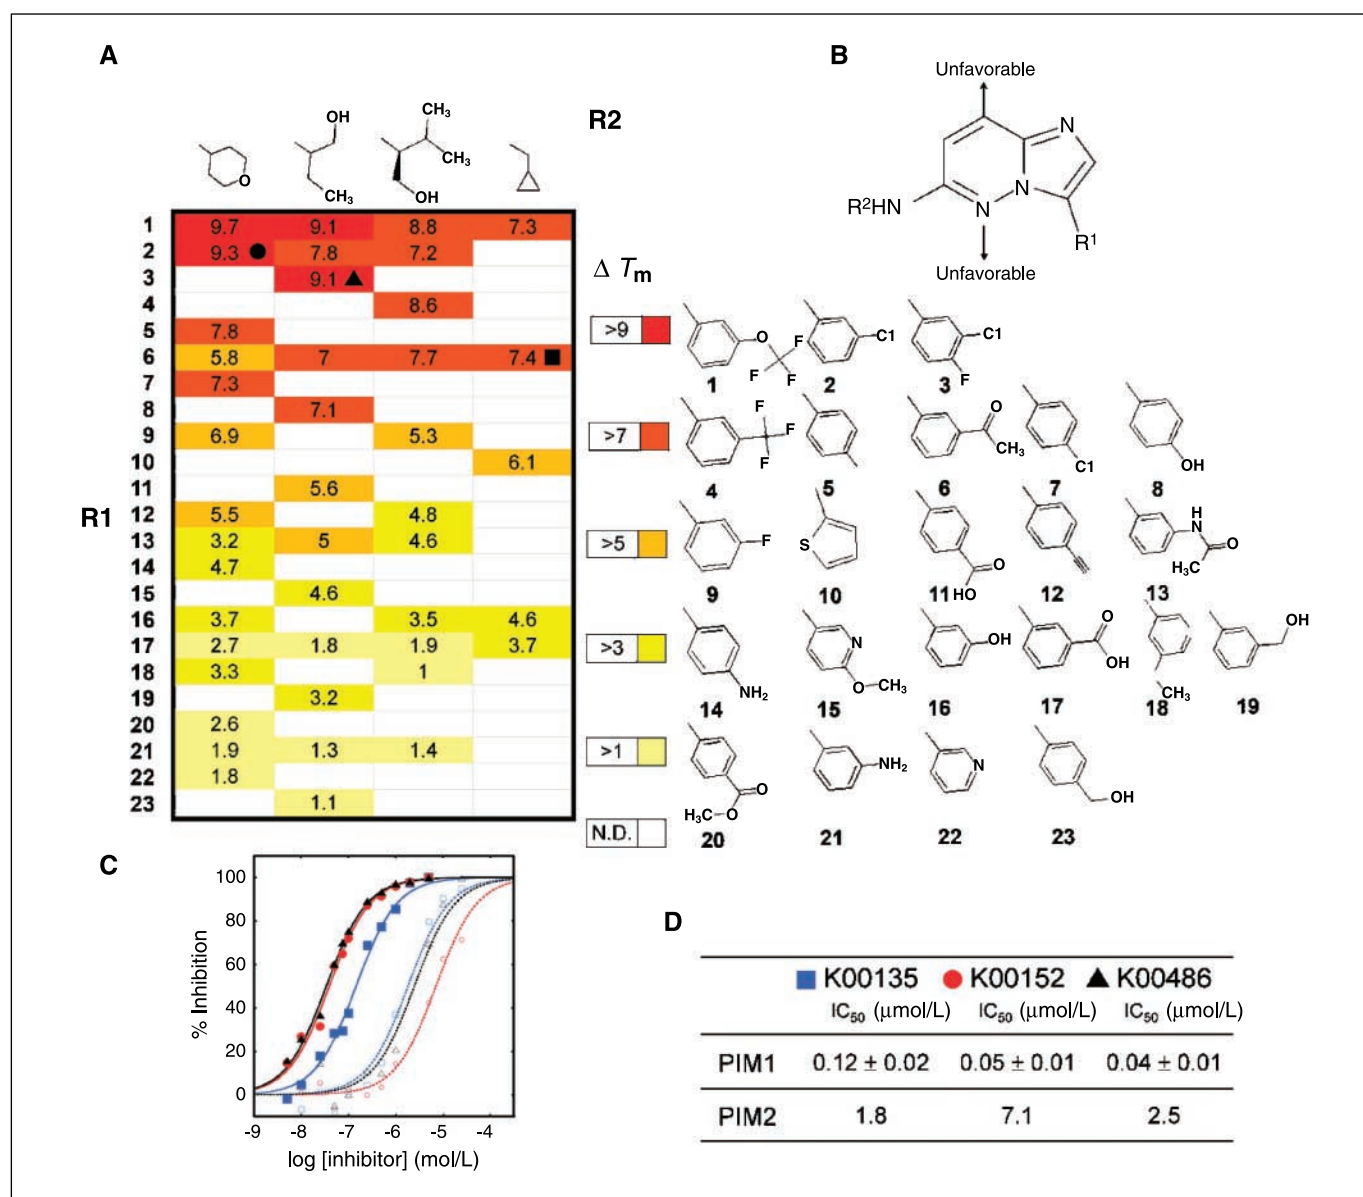 A
B
OH
CH₃
CH₃
CH₃
O
OH
R2
Unfavorable
N
N
N
R²HN
R¹
Unfavorable
1 9.7 9.1 8.8 7.3
2 9.3 7.8 7.2
3 9.1
4 8.6
5 7.8
6 5.8 7 7.7 7.4
7 7.3
8 7.1
9 6.9 5.3
10 6.1
11 5.6
R1
12 5.5 4.8
13 3.2 5 4.6
14 4.7
15 4.6
16 3.7 3.5 4.6
17 2.7 1.8 1.9 3.7
18 3.3 1
19 3.2
20 2.6
21 1.9 1.3 1.4
22 1.8
23 1.1
Δ Tm
>9
>7
>5
>3
>1
N.D.
O F F F C1 C1 F
1 2 3
F F F O CH₃ C1 OH
4 5 6 7 8
F S O HO H N O H₃C
9 10 11 12 13
NH₂ N O CH₃ OH O OH CH₃ OH
14 15 16 17 18 19
O O H₃C NH₂ N OH
20 21 22 23
C
% Inhibition
100
80
60
40
20
0
-9 -8 -7 -6 -5 -4
log [inhibitor] (mol/L)
D
K00135 K00152 K00486
IC₅₀ (μmol/L) IC₅₀ (μmol/L) IC₅₀ (μmol/L)
PIM1 0.12 ± 0.02 0.05 ± 0.01 0.04 ± 0.01
PIM2 1.8 7.1 2.5